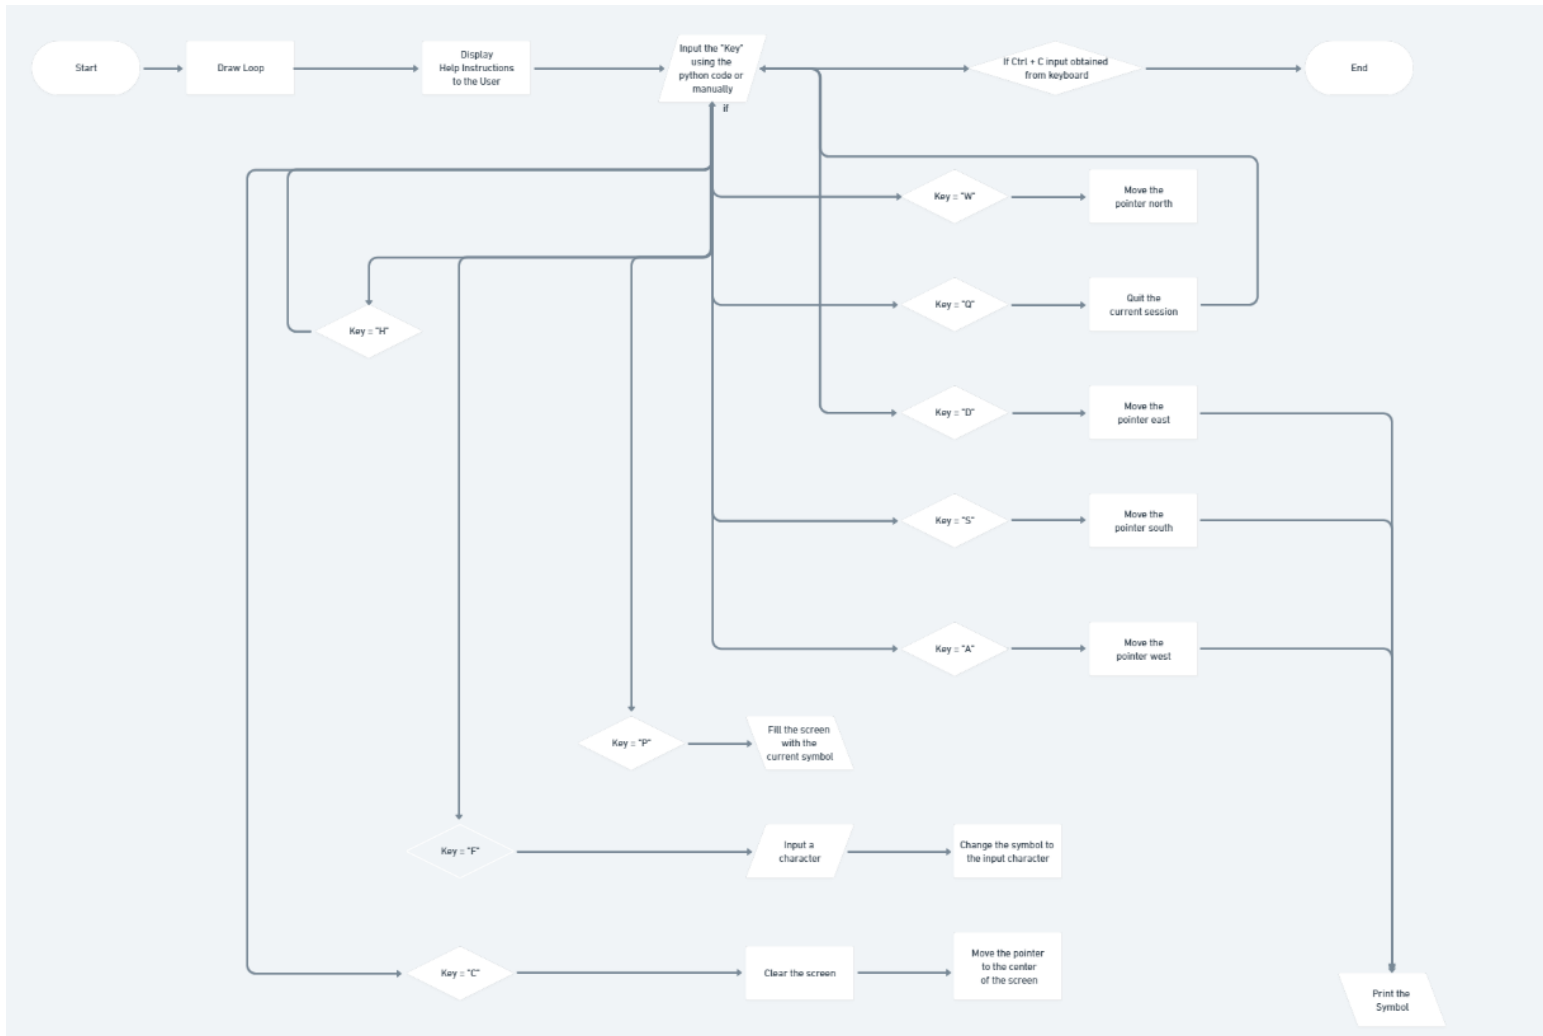 Start
Draw Loop
Display
Help Instructions
to the User
Input the "Key"
using the
python code or
manually
If Ctrl + C input obtained
from keyboard
End
if
Key = "W"
Move the
pointer north
Key = "Q"
Quit the
current session
Key = "H"
Key = "D"
Move the
pointer east
Key = "S"
Move the
pointer south
Key = "A"
Move the
pointer west
Key = "P"
Fill the screen
with the
current symbol
Key = "F"
Input a
character
Change the symbol to
the input character
Key = "C"
Clear the screen
Move the pointer
to the center
of the screen
Print the
Symbol